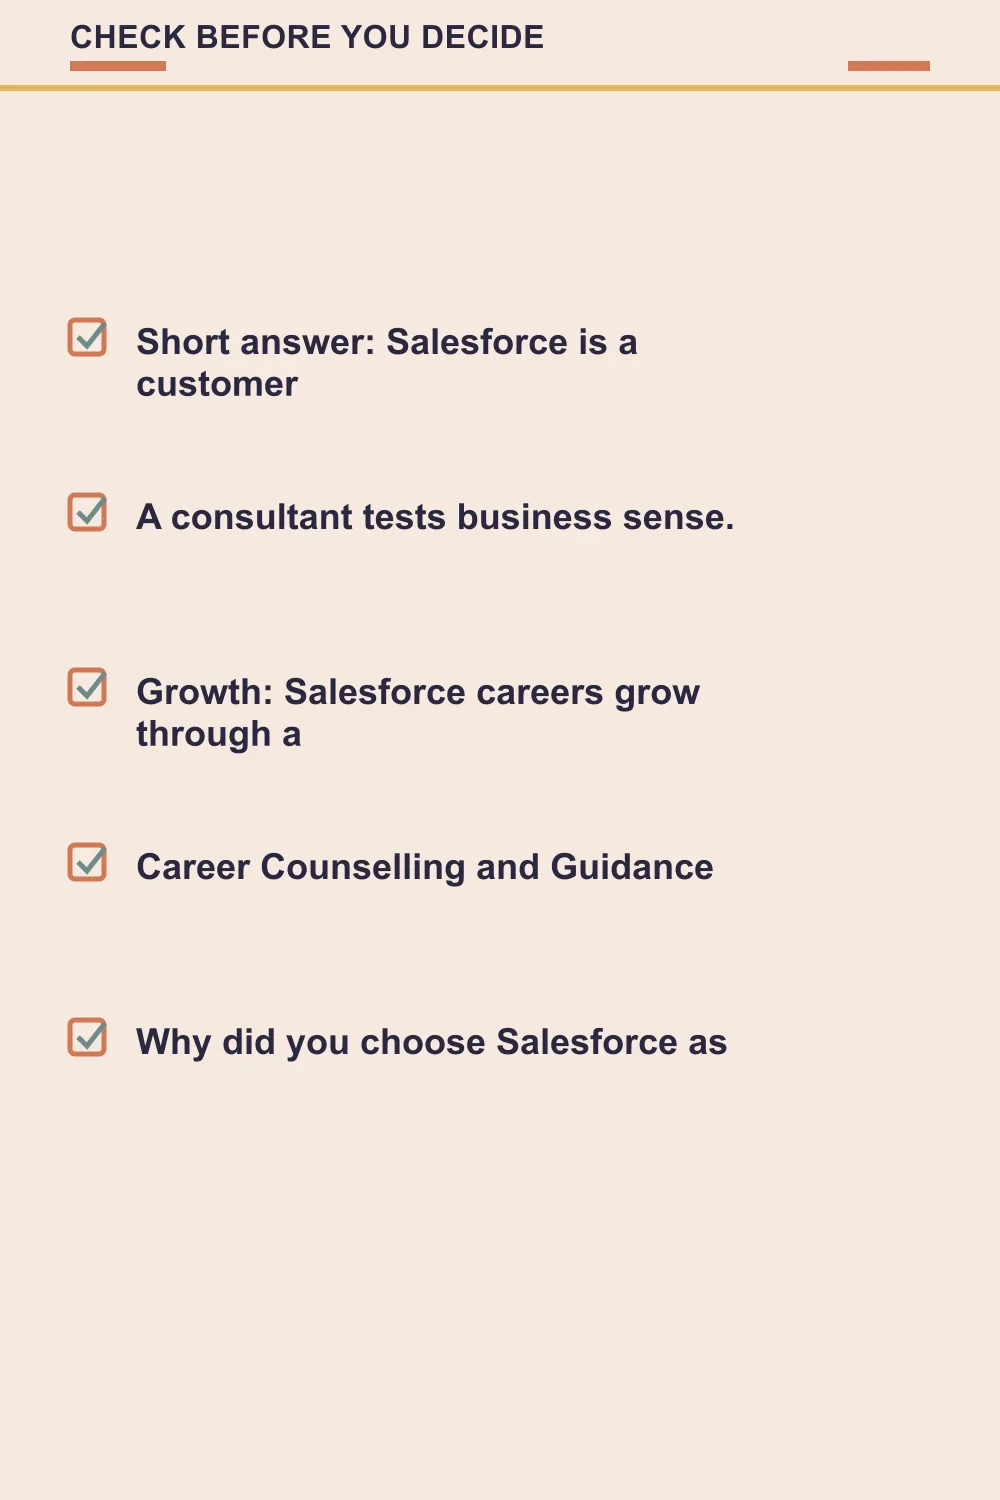 CHECK BEFORE YOU DECIDE
Short answer: Salesforce is a
customer
A consultant tests business sense.
Growth: Salesforce careers grow
through a
Career Counselling and Guidance
Why did you choose Salesforce as